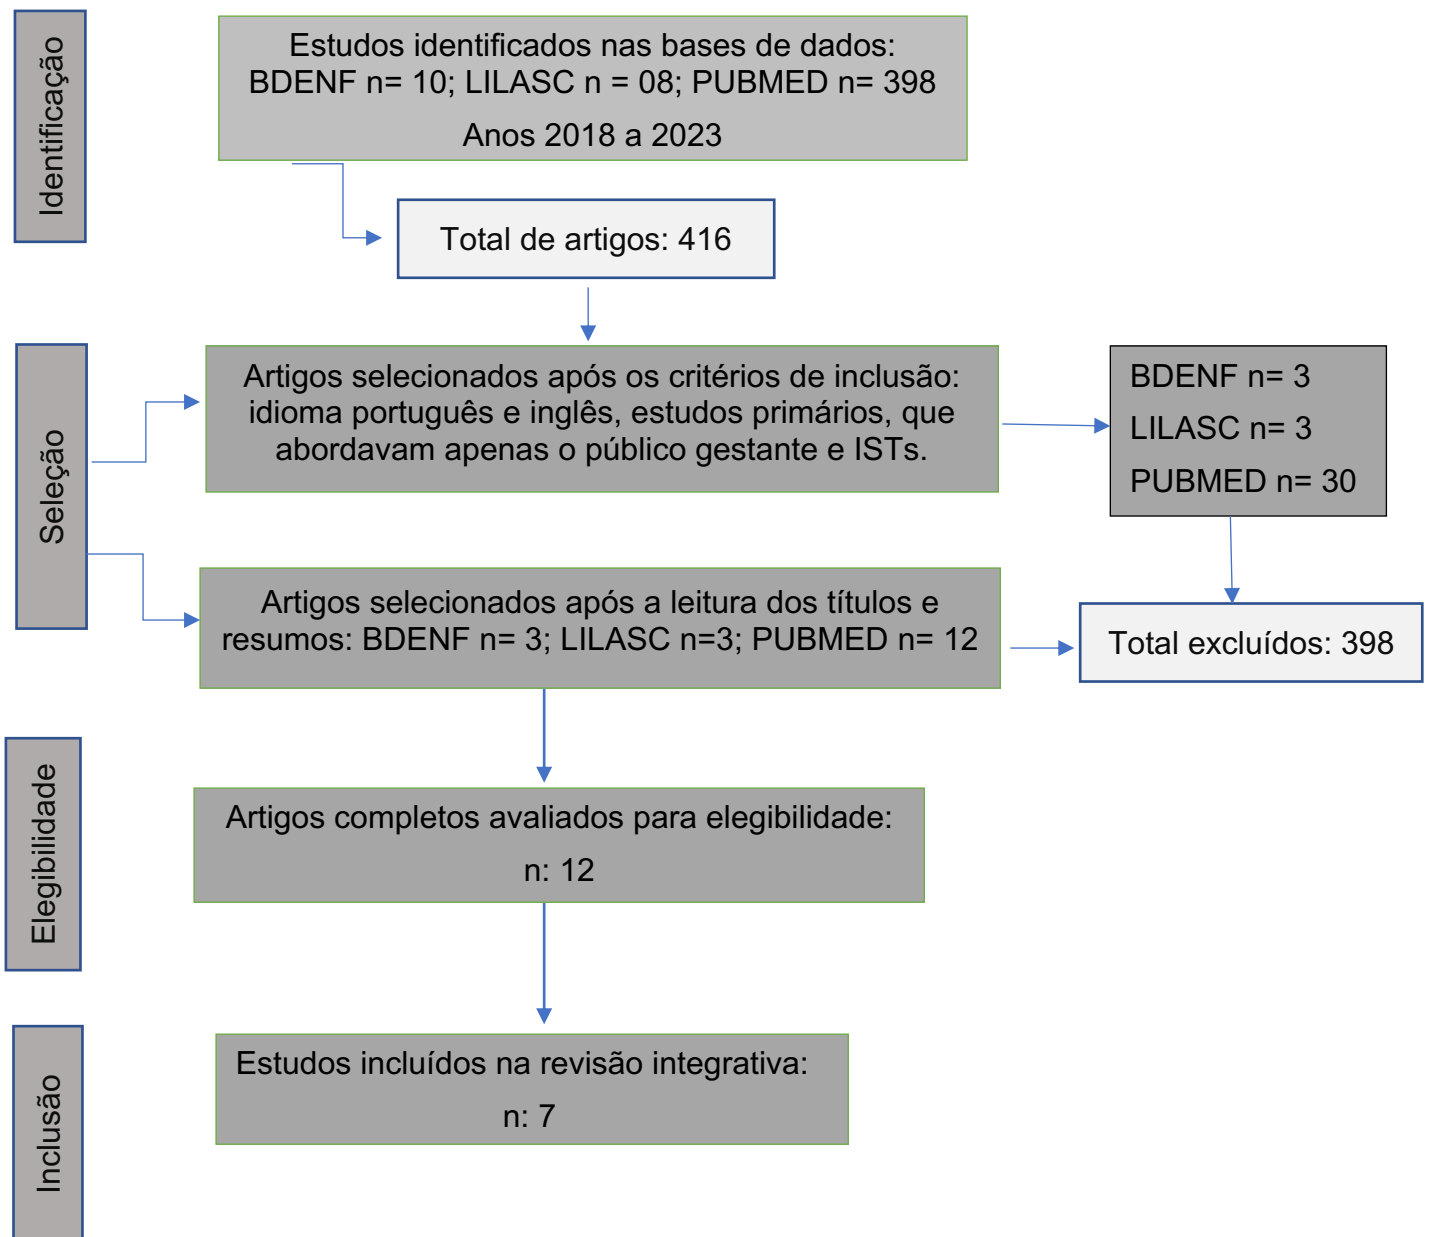 Identificação
Estudos identificados nas bases de dados:
BDENF n= 10; LILASC n = 08; PUBMED n= 398
Anos 2018 a 2023
Total de artigos: 416
Seleção
Artigos selecionados após os critérios de inclusão:
idioma português e inglês, estudos primários, que
abordavam apenas o público gestante e ISTs.
BDENF n= 3
LILASC n= 3
PUBMED n= 30
Artigos selecionados após a leitura dos títulos e
resumos: BDENF n= 3; LILASC n=3; PUBMED n= 12
Total excluídos: 398
Elegibilidade
Artigos completos avaliados para elegibilidade:
n: 12
Inclusão
Estudos incluídos na revisão integrativa:
n: 7